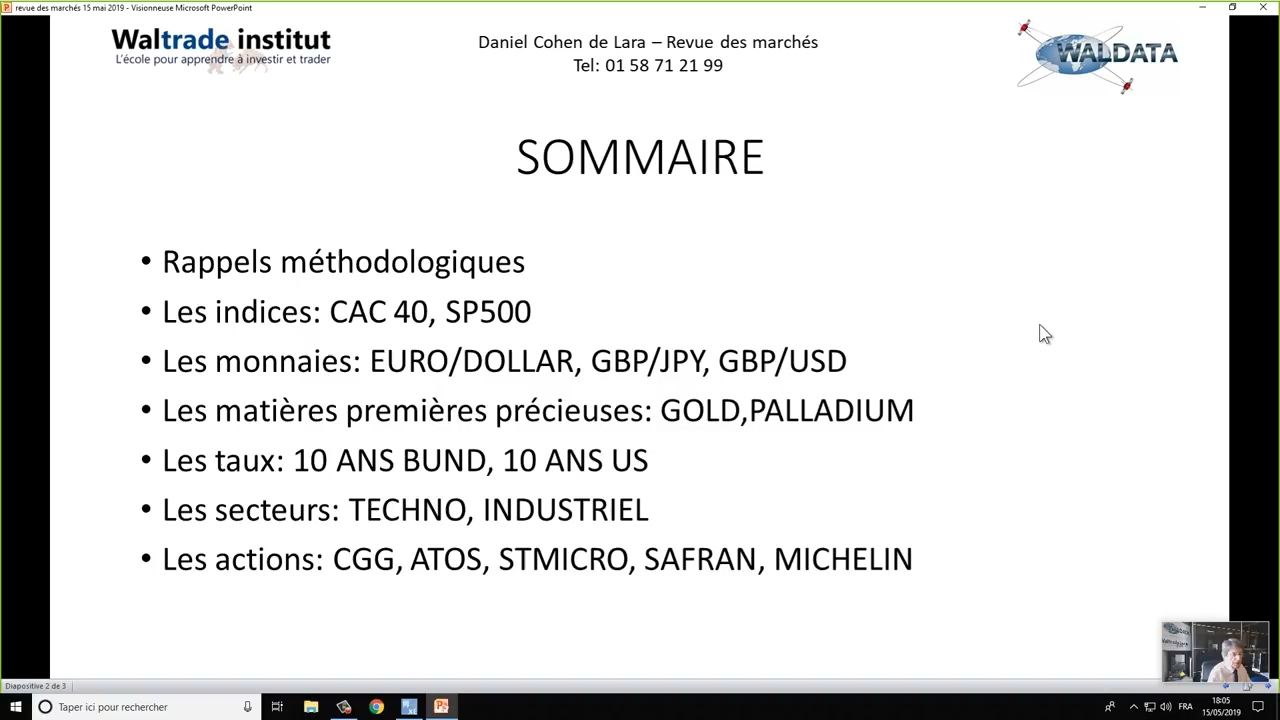 revue des marchés 15 mai 2019 - Visionneuse Microsoft PowerPoint
Waltrade institut
L'école pour apprendre à investir et trader
Daniel Cohen de Lara – Revue des marchés
Tel: 01 58 71 21 99
WALDATA
SOMMAIRE
• Rappels méthodologiques
• Les indices: CAC 40, SP500
• Les monnaies: EURO/DOLLAR, GBP/JPY, GBP/USD
• Les matières premières précieuses: GOLD,PALLADIUM
• Les taux: 10 ANS BUND, 10 ANS US
• Les secteurs: TECHNO, INDUSTRIEL
• Les actions: CGG, ATOS, STMICRO, SAFRAN, MICHELIN
Diapositive 2 de 3
Taper ici pour rechercher
FRA
18:05
15/05/2019